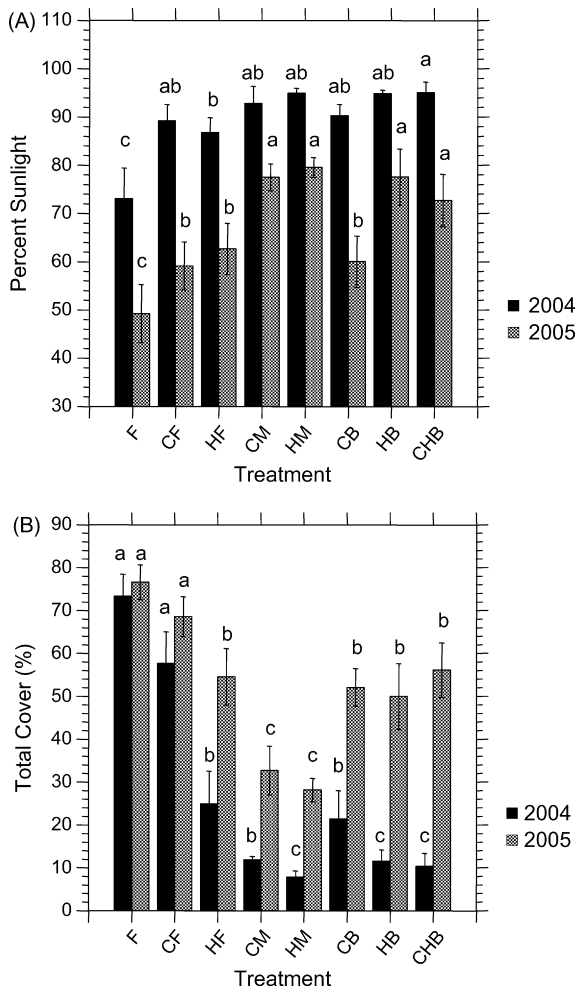 (A)
110
100
90
80
70
60
50
40
30
Percent Sunlight
c ab b ab ab ab ab a
c b b a a b a a
2004
2005
F CF HF CM HM CB HB CHB
Treatment
(B)
90
80
70
60
50
40
30
20
10
0
Total Cover (%)
a a a a b b b c c c b b b b c b c b
2004
2005
F CF HF CM HM CB HB CHB
Treatment